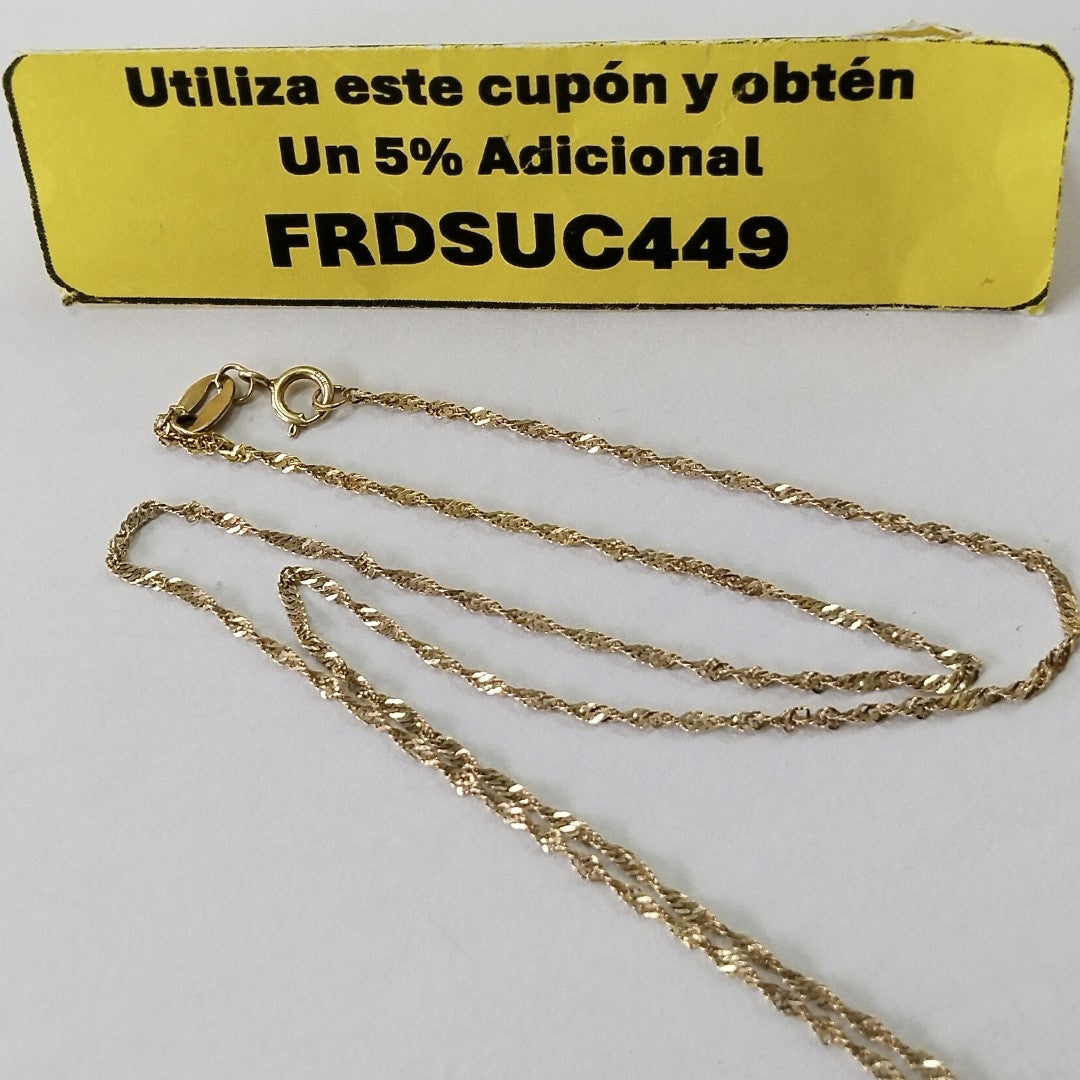 Utiliza este cupón y obtén
Un 5% Adicional
FRDSUC449